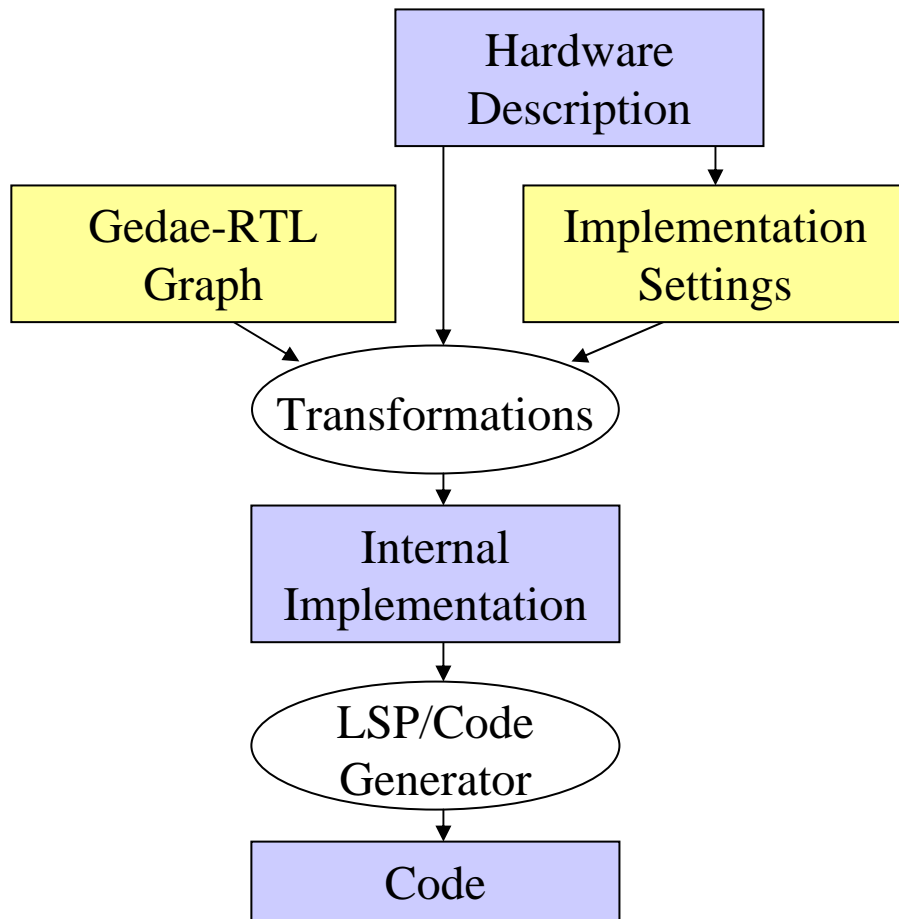 Hardware
Description
Gedae-RTL
Graph
Implementation
Settings
Transformations
Internal
Implementation
LSP/Code
Generator
Code